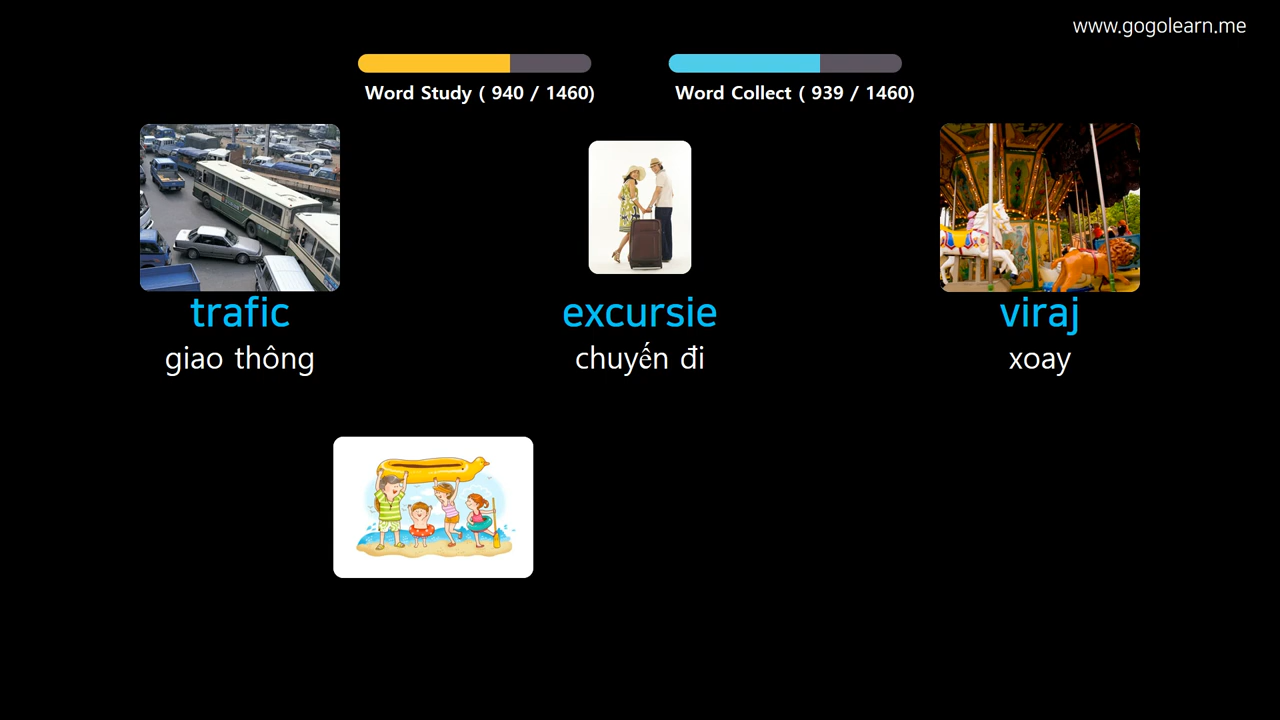 www.gogolearn.me
Word Study ( 940 / 1460)
Word Collect ( 939 / 1460)
trafic
giao thông
excursie
chuyến đi
viraj
xoay